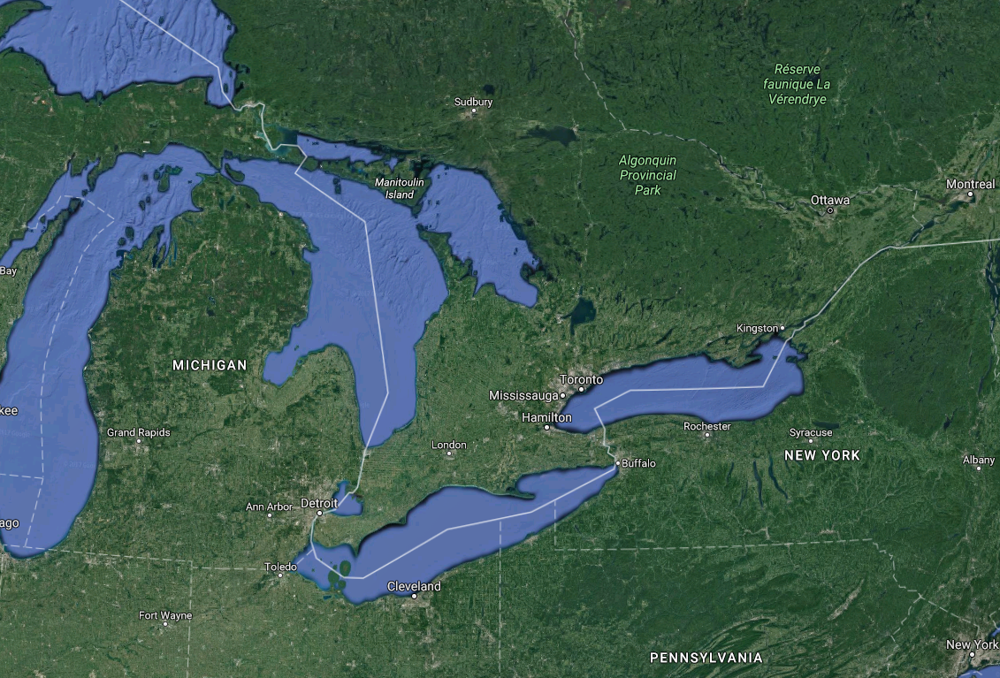 Réserve
faunique La
Vérendrye
Sudbury
Algonquin
Provincial
Park
Manitoulin
Island
Montreal
Ottawa
Bay
Kingston
MICHIGAN
Toronto
Mississauga
kee
Hamilton
Grand Rapids
Rochester
Syracuse
London
NEW YORK
Buffalo
Albany
Detroit
Ann Arbor
ago
Toledo
Cleveland
Fort Wayne
New York
PENNSYLVANIA